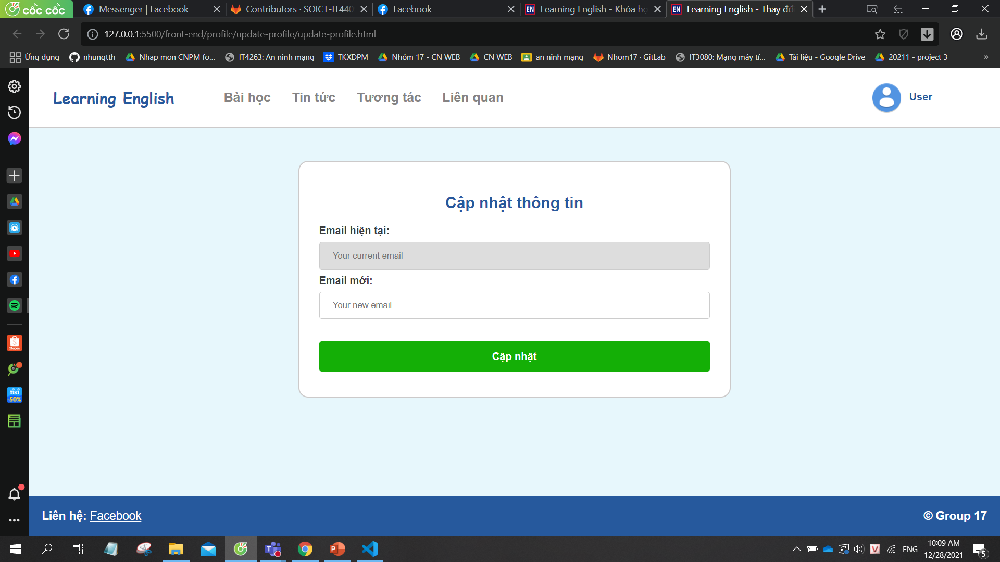 cốc cốc
Messenger | Facebook
Contributors · SOICT-IT440
Facebook
EN Learning English - Khóa họ
EN Learning English - Thay đổ
127.0.0.1:5500/front-end/profile/update-profile/update-profile.html
Ứng dụng
nhungtth
Nhap mon CNPM fo...
IT4263: An ninh mạng
TKXDPM
Nhóm 17 - CN WEB
CN WEB
an ninh mạng
Nhom17 · GitLab
IT3080: Mạng máy tí...
Tài liệu - Google Drive
20211 - project 3
»
Learning English
Bài học
Tin tức
Tương tác
Liên quan
User
Cập nhật thông tin
Email hiện tại:
Your current email
Email mới:
Your new email
Cập nhật
Shopee
TIKI
-50%
Liên hệ: Facebook
© Group 17
ENG
10:09 AM
12/28/2021
5